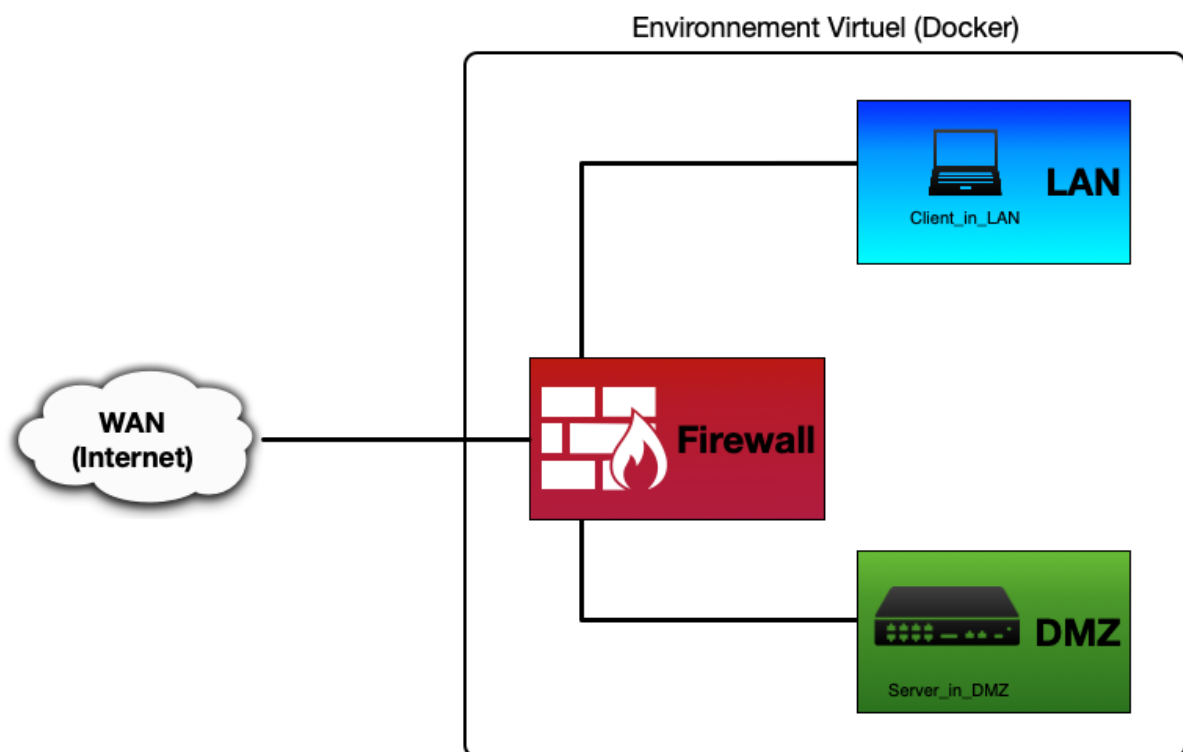 Environnement Virtuel (Docker)
LAN
Client_in_LAN
WAN
(Internet)
Firewall
DMZ
Server_in_DMZ